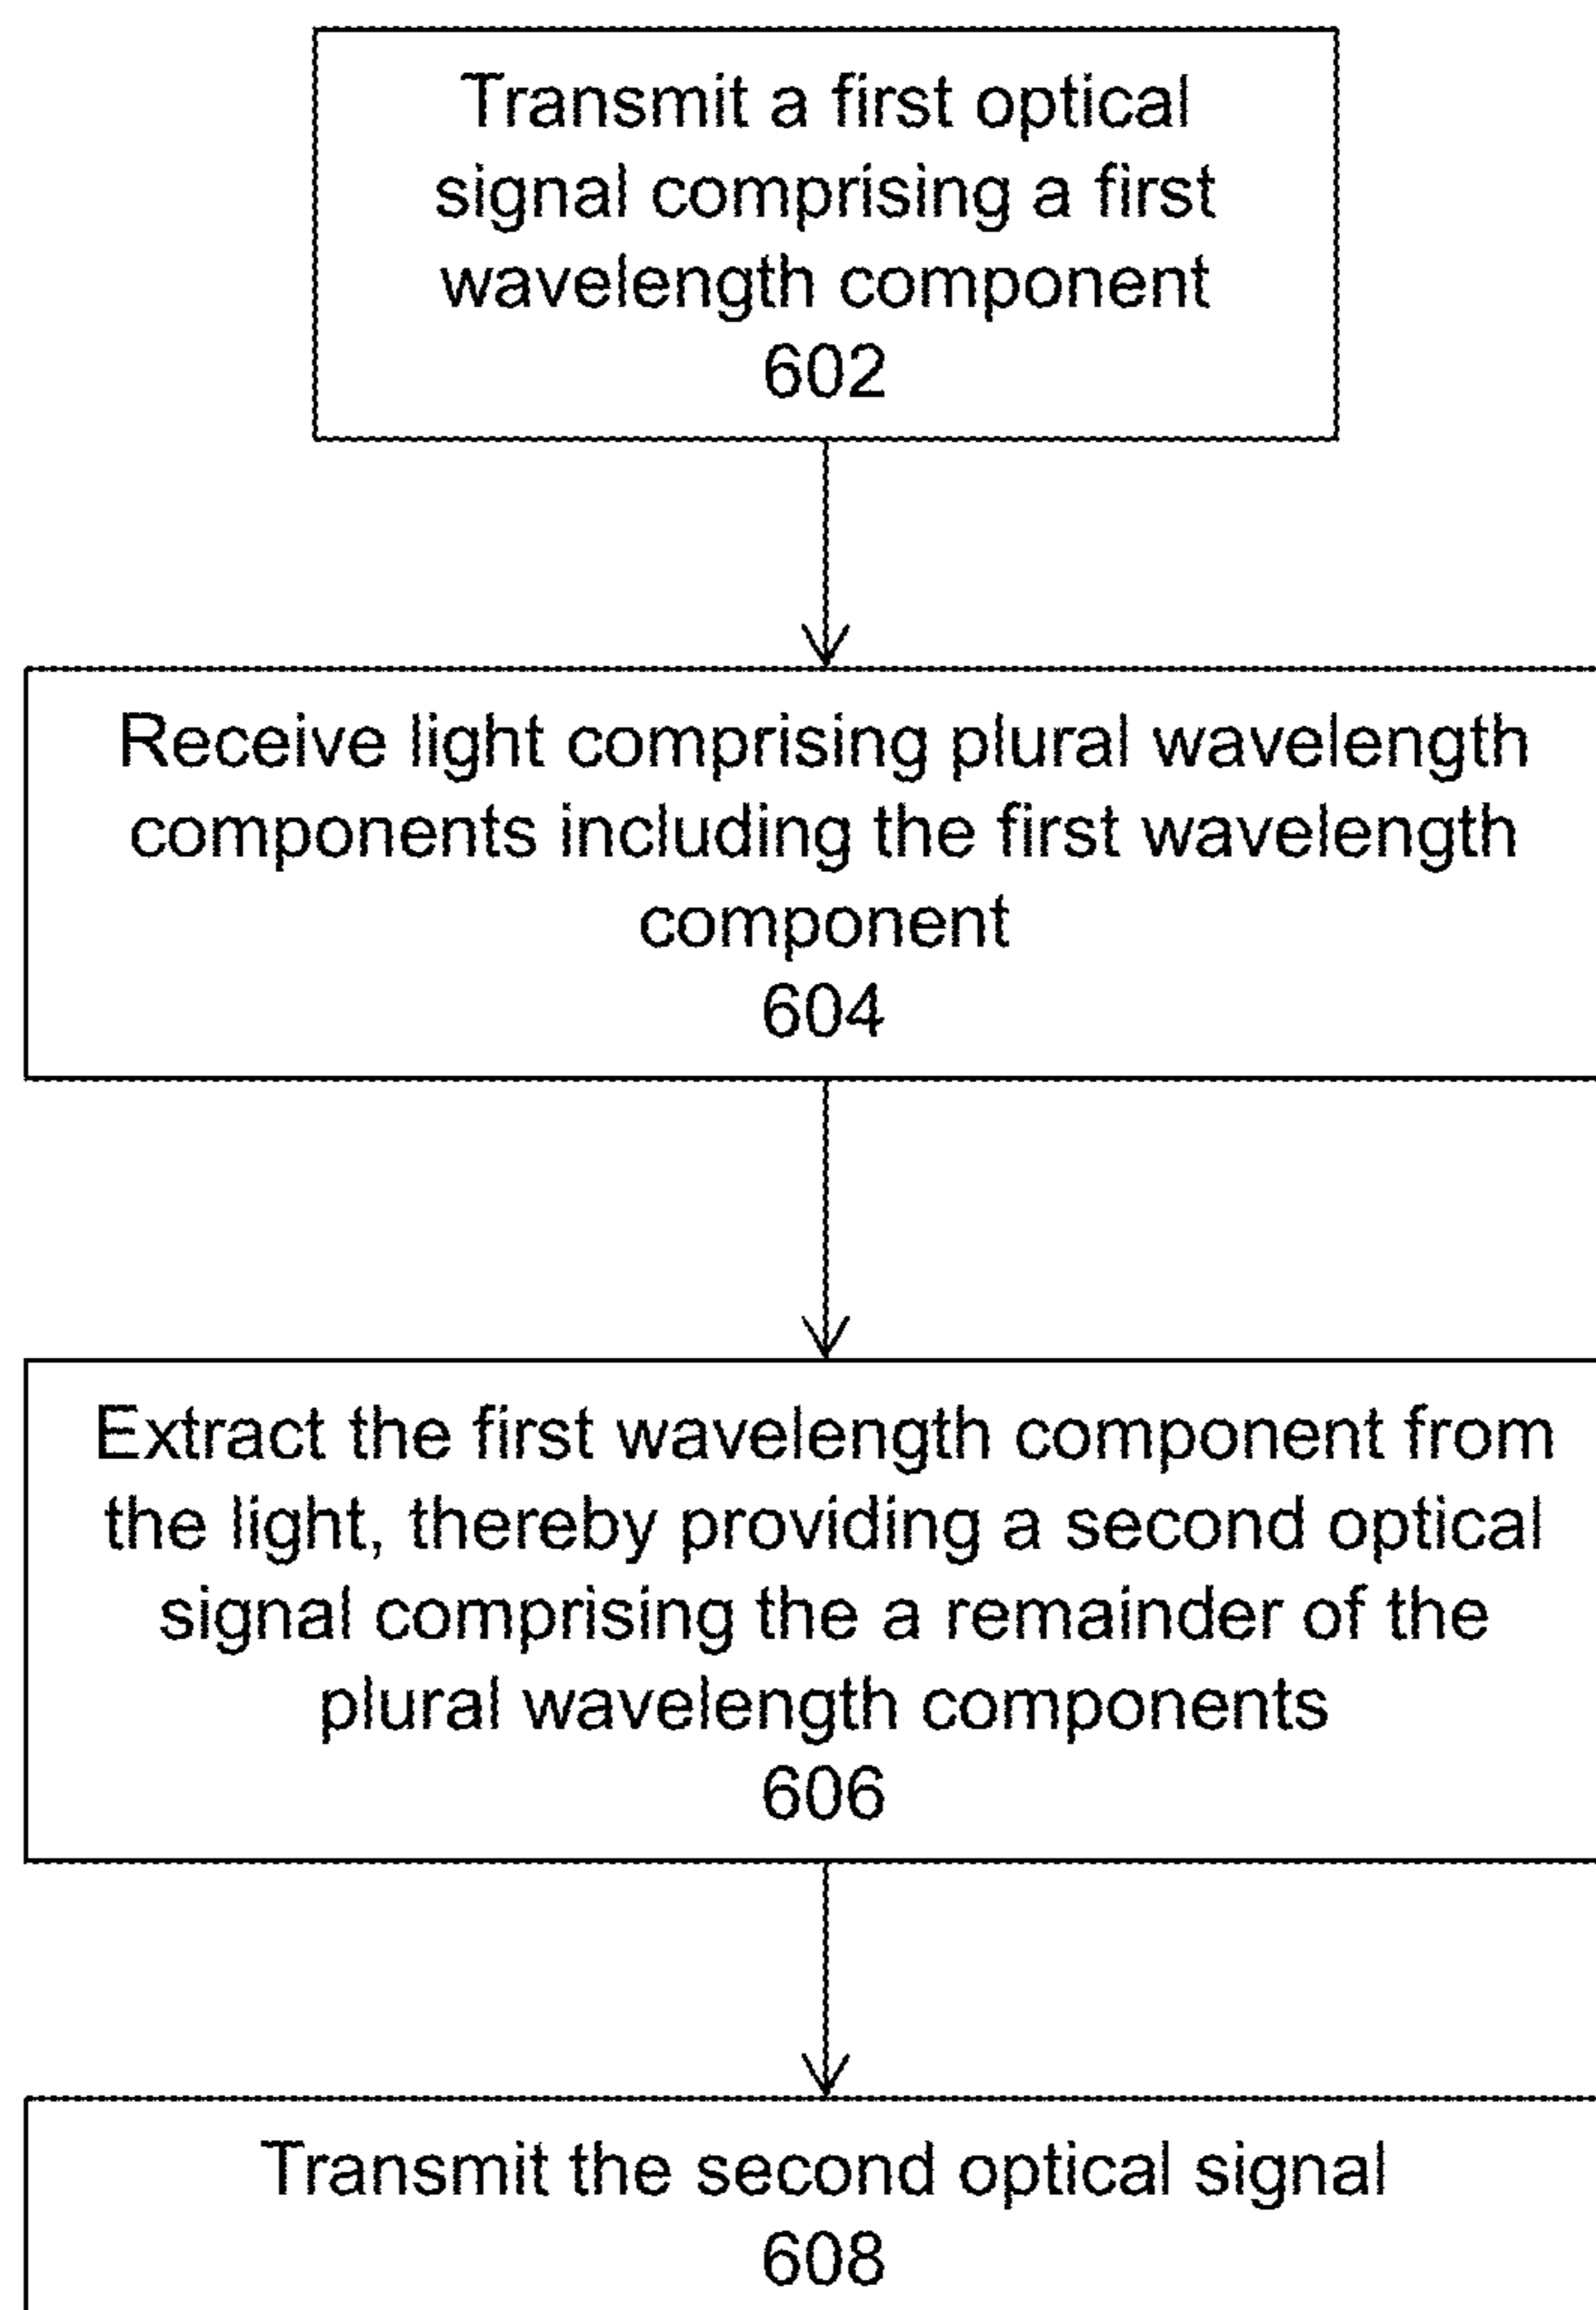 Transmit a first optical
signal comprising a first
wavelength component
602
Receive light comprising plural wavelength
components including the first wavelength
component
604
Extract the first wavelength component from
the light, thereby providing a second optical
signal comprising the a remainder of the
plural wavelength components
606
Transmit the second optical signal
608